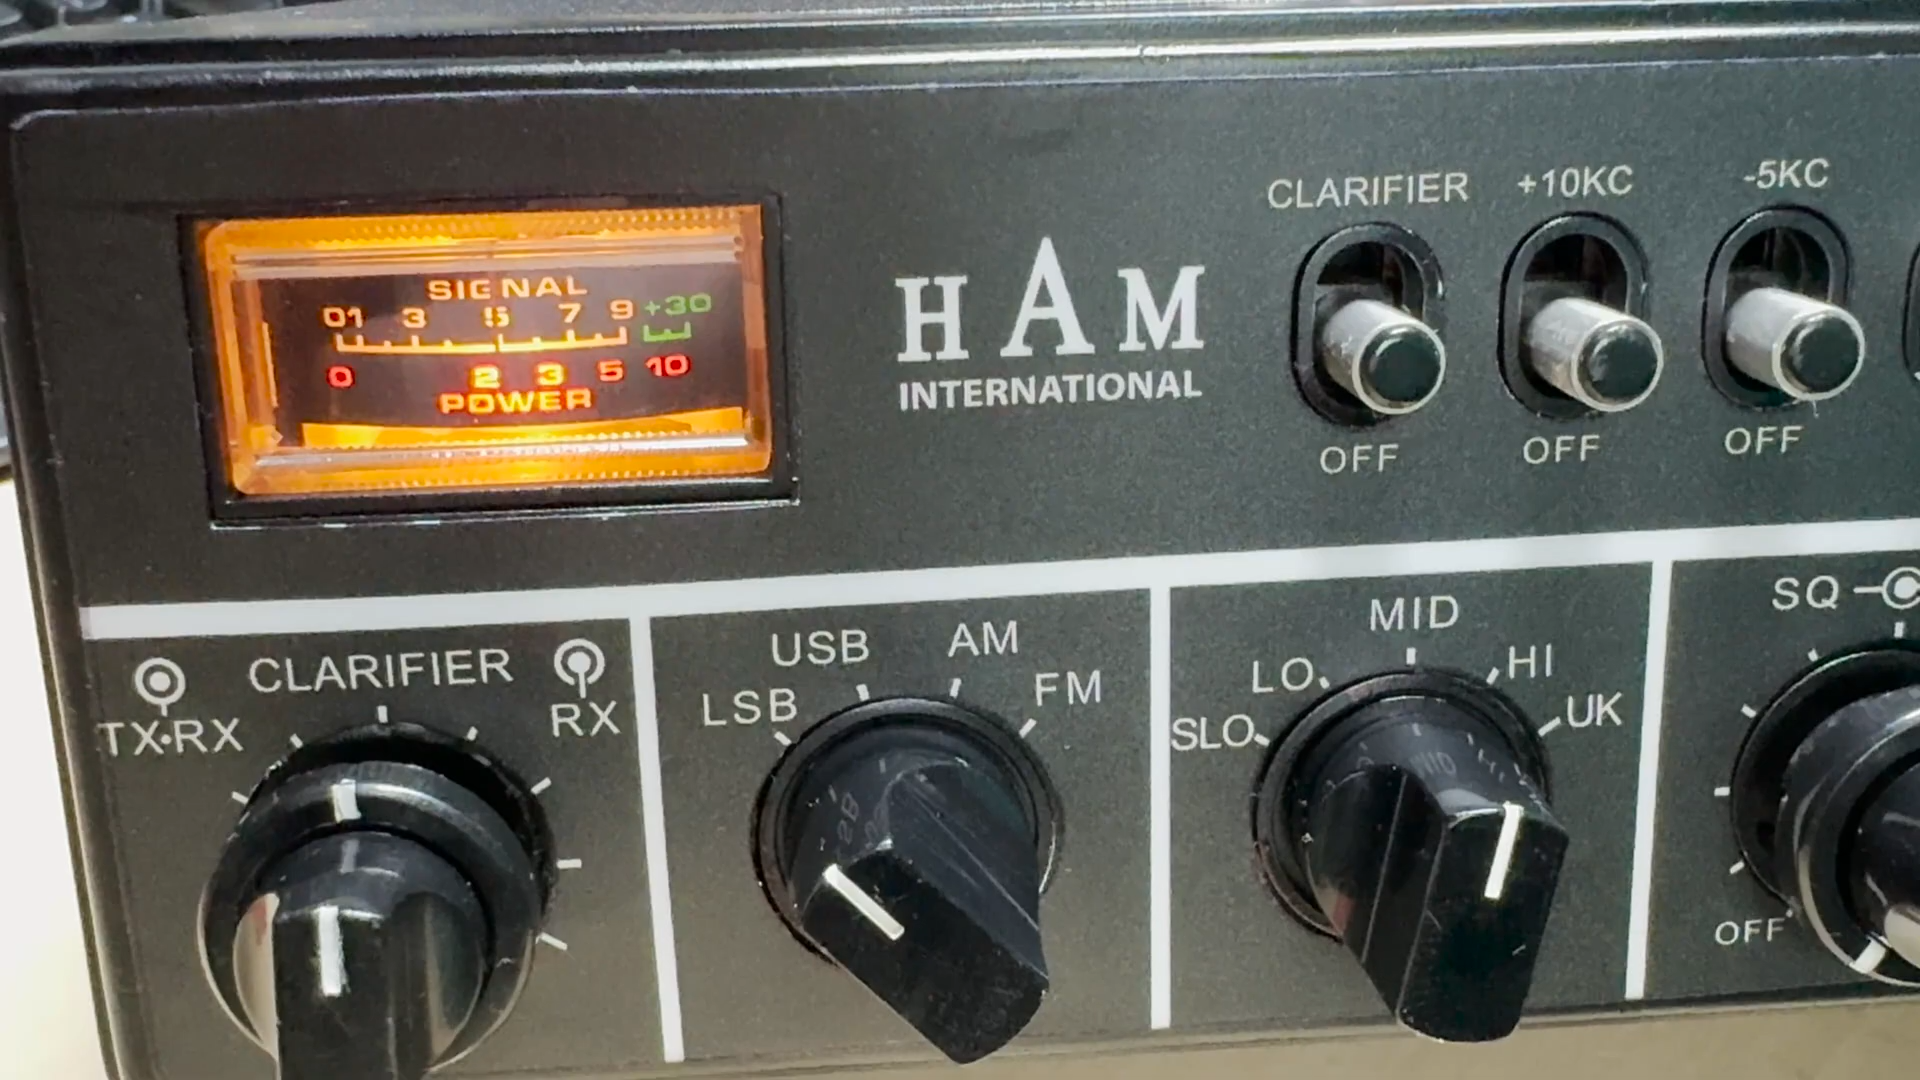 SIGNAL
01 3 5 7 9 +30
0 2 3 5 10
POWER
HAM
INTERNATIONAL
CLARIFIER +10KC -5KC
OFF OFF OFF
TX•RX CLARIFIER RX
LSB USB AM FM
SLO LO MID HI UK
SQ
OFF